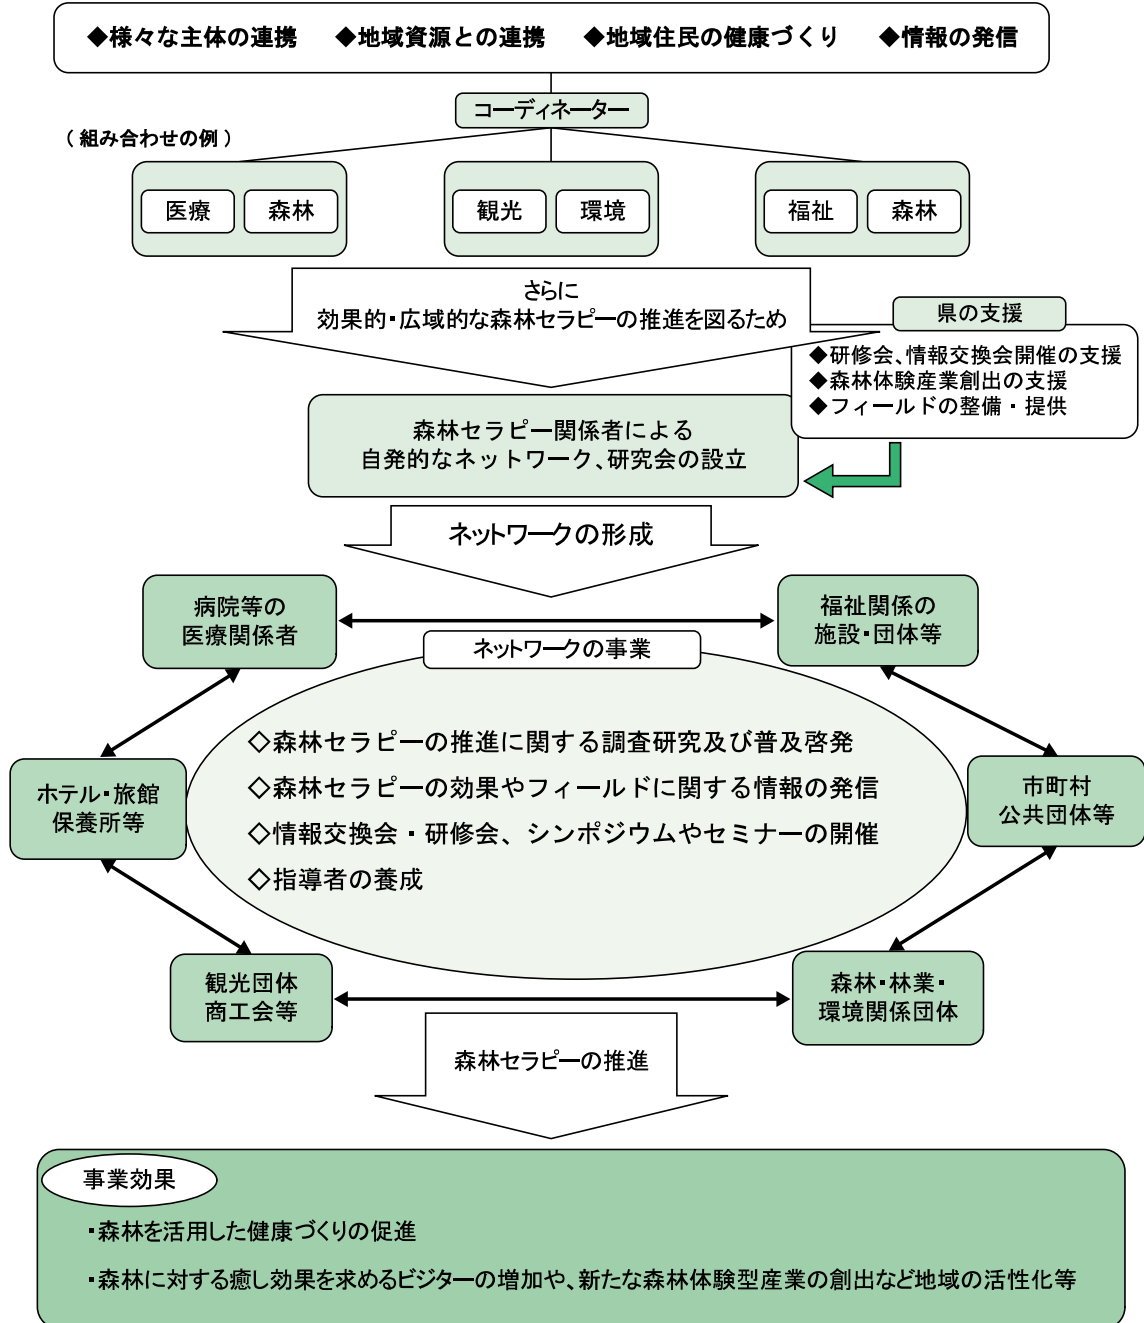 ◆様々な主体の連携　◆地域資源との連携　◆地域住民の健康づくり　◆情報の発信
コーディネーター
（組み合わせの例）
医療　森林　観光　環境　福祉　森林
さらに
効果的・広域的な森林セラピーの推進を図るため
県の支援
◆研修会、情報交換会開催の支援
◆森林体験産業創出の支援
◆フィールドの整備・提供
森林セラピー関係者による
自発的なネットワーク、研究会の設立
ネットワークの形成
病院等の
医療関係者
福祉関係の
施設・団体等
ネットワークの事業
◇森林セラピーの推進に関する調査研究及び普及啓発
◇森林セラピーの効果やフィールドに関する情報の発信
◇情報交換会・研修会、シンポジウムやセミナーの開催
◇指導者の養成
ホテル・旅館
保養所等
市町村
公共団体等
観光団体
商工会等
森林・林業・
環境関係団体
森林セラピーの推進
事業効果
・森林を活用した健康づくりの促進
・森林に対する癒し効果を求めるビジターの増加や、新たな森林体験型産業の創出など地域の活性化等